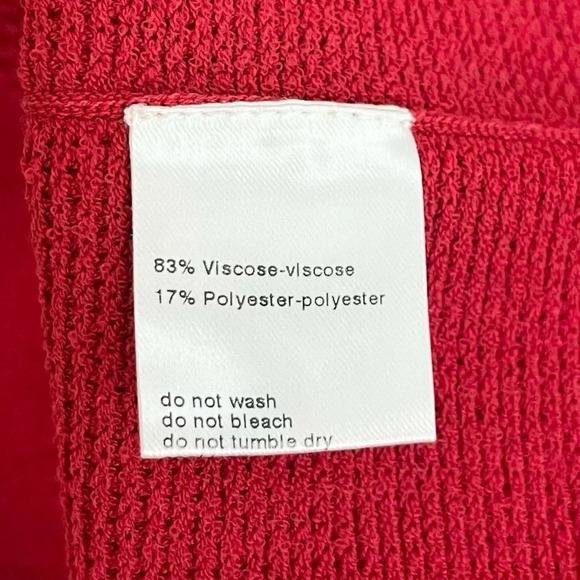 83% Viscose-viscose
17% Polyester-polyester
do not wash
do not bleach
do not tumble dry